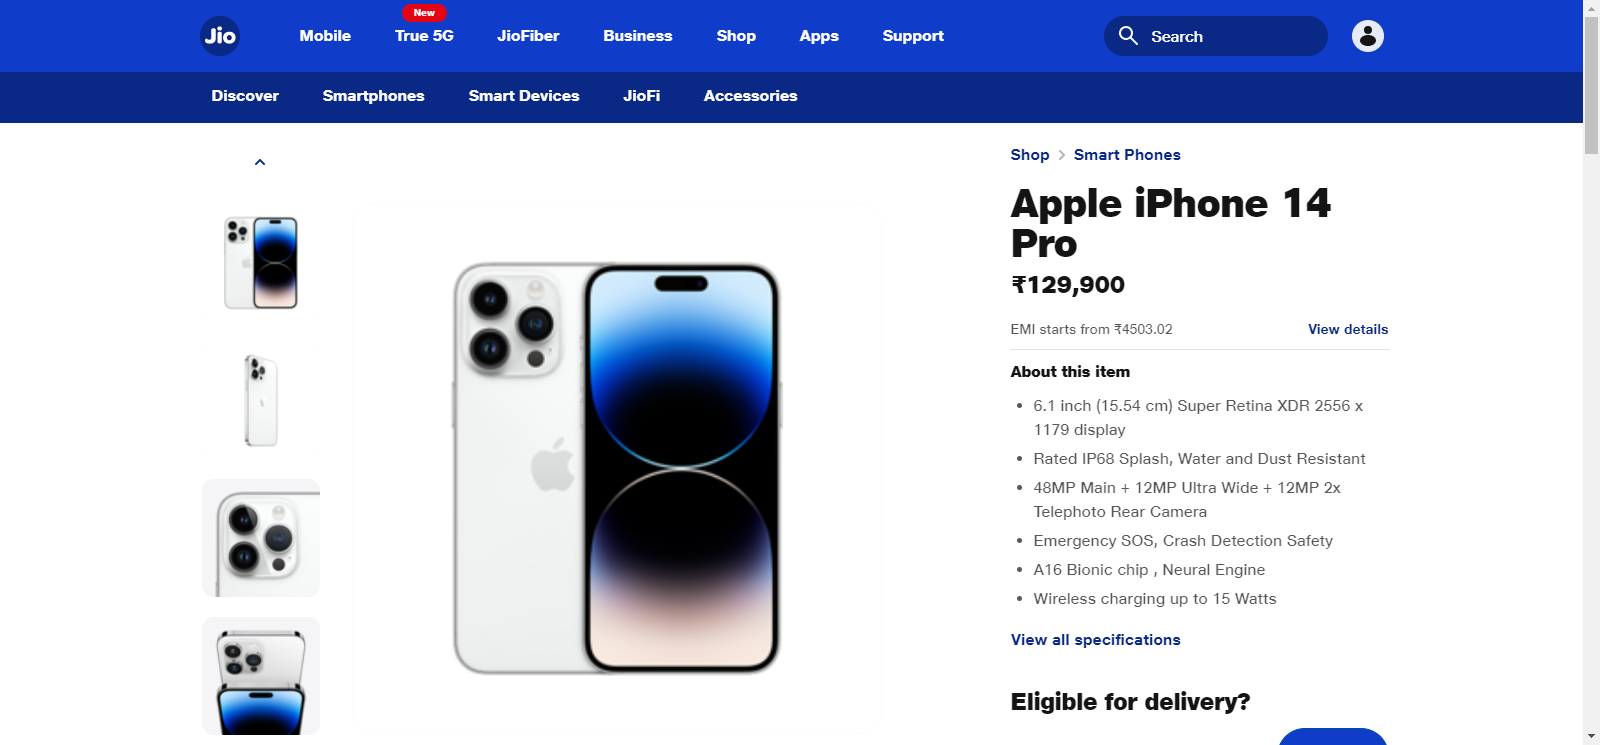 Jio
Mobile
New
True 5G
JioFiber
Business
Shop
Apps
Support
Search
Discover
Smartphones
Smart Devices
JioFi
Accessories
Shop > Smart Phones
Apple iPhone 14
Pro
₹129,900
EMI starts from ₹4503.02
View details
About this item
• 6.1 inch (15.54 cm) Super Retina XDR 2556 x
1179 display
• Rated IP68 Splash, Water and Dust Resistant
• 48MP Main + 12MP Ultra Wide + 12MP 2x
Telephoto Rear Camera
• Emergency SOS, Crash Detection Safety
• A16 Bionic chip , Neural Engine
• Wireless charging up to 15 Watts
View all specifications
Eligible for delivery?